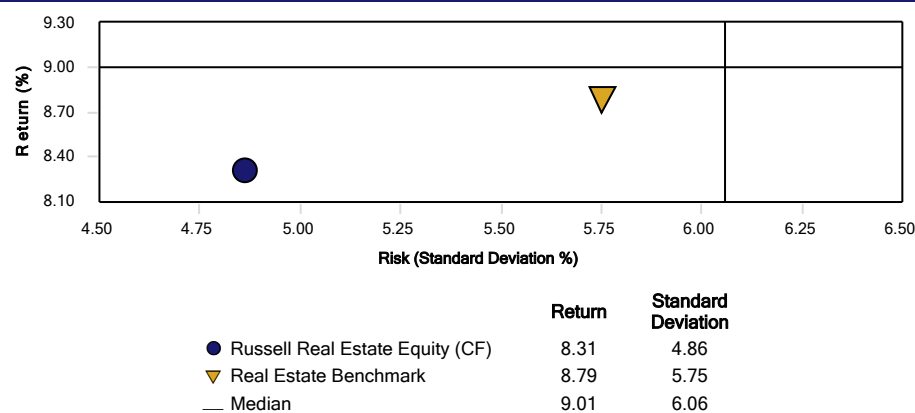 9.30
9.00
8.70
8.40
8.10
Return (%)
4.50 4.75 5.00 5.25 5.50 5.75 6.00 6.25 6.50
Risk (Standard Deviation %)
Return Standard
Deviation
Russell Real Estate Equity (CF) 8.31 4.86
Real Estate Benchmark 8.79 5.75
Median 9.01 6.06